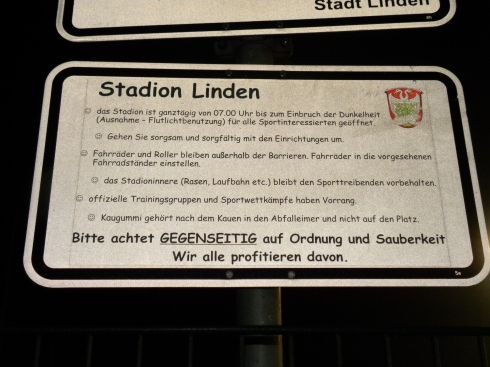 Stadt Linden
Stadion Linden
☺ das Stadion ist ganztägig von 07.00 Uhr bis zum Einbruch der Dunkelheit
(Ausnahme – Flutlichtbenutzung) für alle Sportinteressierten geöffnet.
☺ Gehen Sie sorgsam und sorgfältig mit den Einrichtungen um.
☺ Fahrräder und Roller bleiben außerhalb der Barrieren. Fahrräder in die vorgesehenen
Fahrradständer einstellen.
☺ das Stadioninnere (Rasen, Laufbahn etc.) bleibt den Sporttreibenden vorbehalten.
☺ offizielle Trainingsgruppen und Sportwettkämpfe haben Vorrang.
☺ Kaugummi gehört nach dem Kauen in den Abfalleimer und nicht auf den Platz.
Bitte achtet GEGENSEITIG auf Ordnung und Sauberkeit
Wir alle profitieren davon.